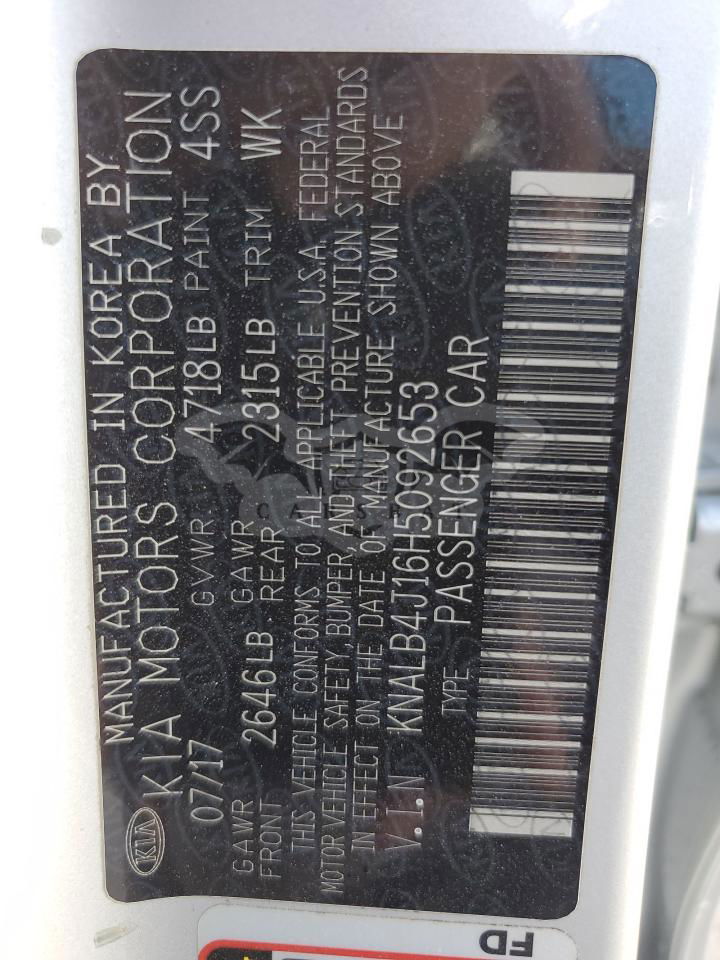 MANUFACTURED IN KOREA BY
KIA KIA MOTORS CORPORATION
07/17 GVWR 4718LB PAINT 4SS
GAWR FRONT 2646LB GAWR REAR 2315LB TRIM WK
THIS VEHICLE CONFORMS TO ALL APPLICABLE U.S.A. FEDERAL
MOTOR VEHICLE SAFETY, BUMPER, AND THEFT PREVENTION STANDARDS
IN EFFECT ON THE DATE OF MANUFACTURE SHOWN ABOVE
V.I.N KNALB4J16H5092653
TYPE PASSENGER CAR
FD